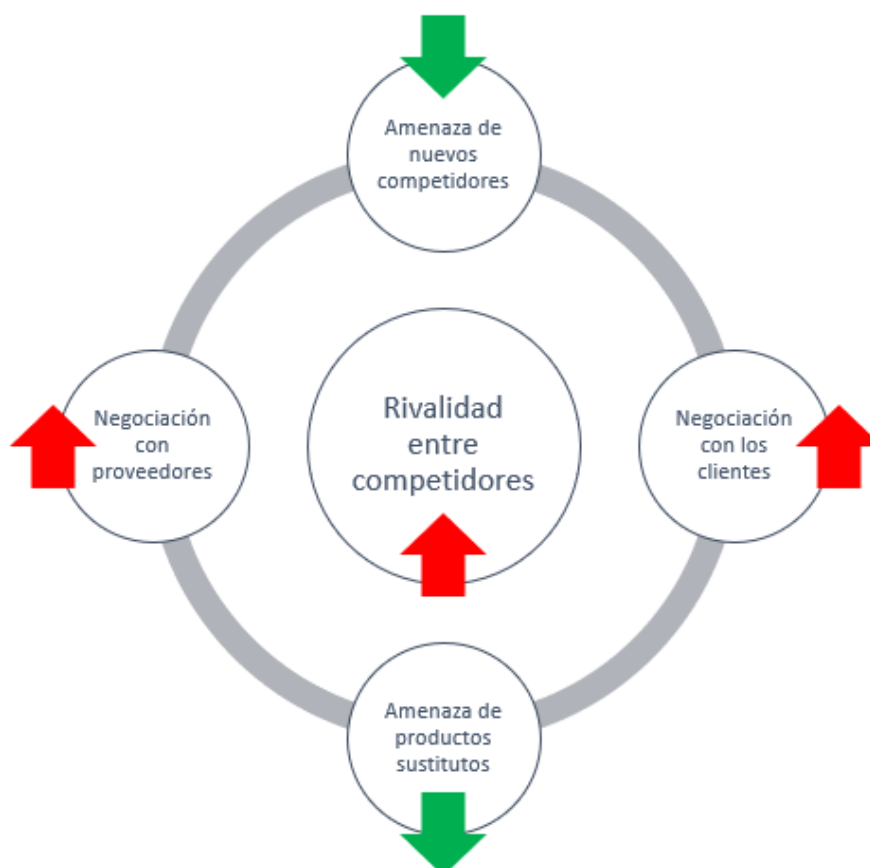 Amenaza de
nuevos
competidores
Negociación
con
proveedores
Rivalidad
entre
competidores
Negociación
con los
clientes
Amenaza de
productos
sustitutos